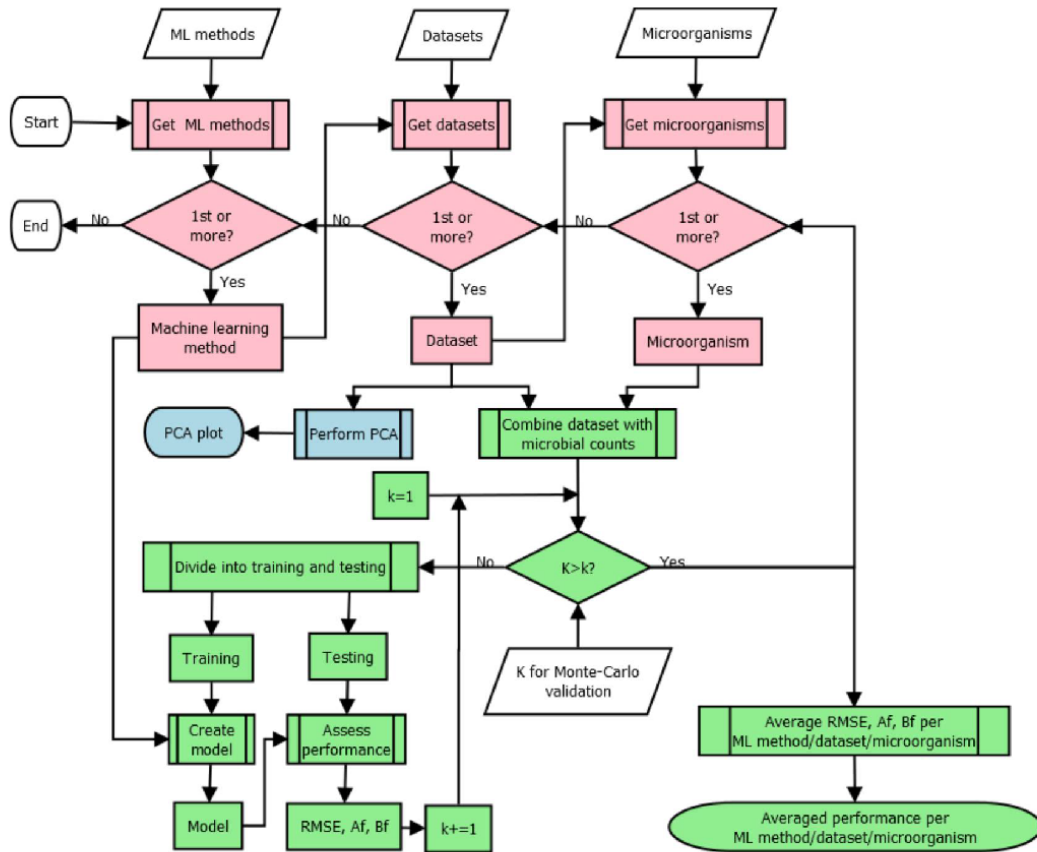 ML methods
Datasets
Microorganisms
Start
Get ML methods
Get datasets
Get microorganisms
End
No
1st or
more?
No
1st or
more?
No
1st or
more?
Yes
Yes
Yes
Machine learning
method
Dataset
Microorganism
PCA plot
Perform PCA
Combine dataset with
microbial counts
k=1
Divide into training and testing
No
K>k?
Yes
Training
Testing
K for Monte-Carlo
validation
Create
model
Assess
performance
Average RMSE, Af, Bf per
ML method/dataset/microorganism
Model
RMSE, Af, Bf
k+=1
Averaged performance per
ML method/dataset/microorganism